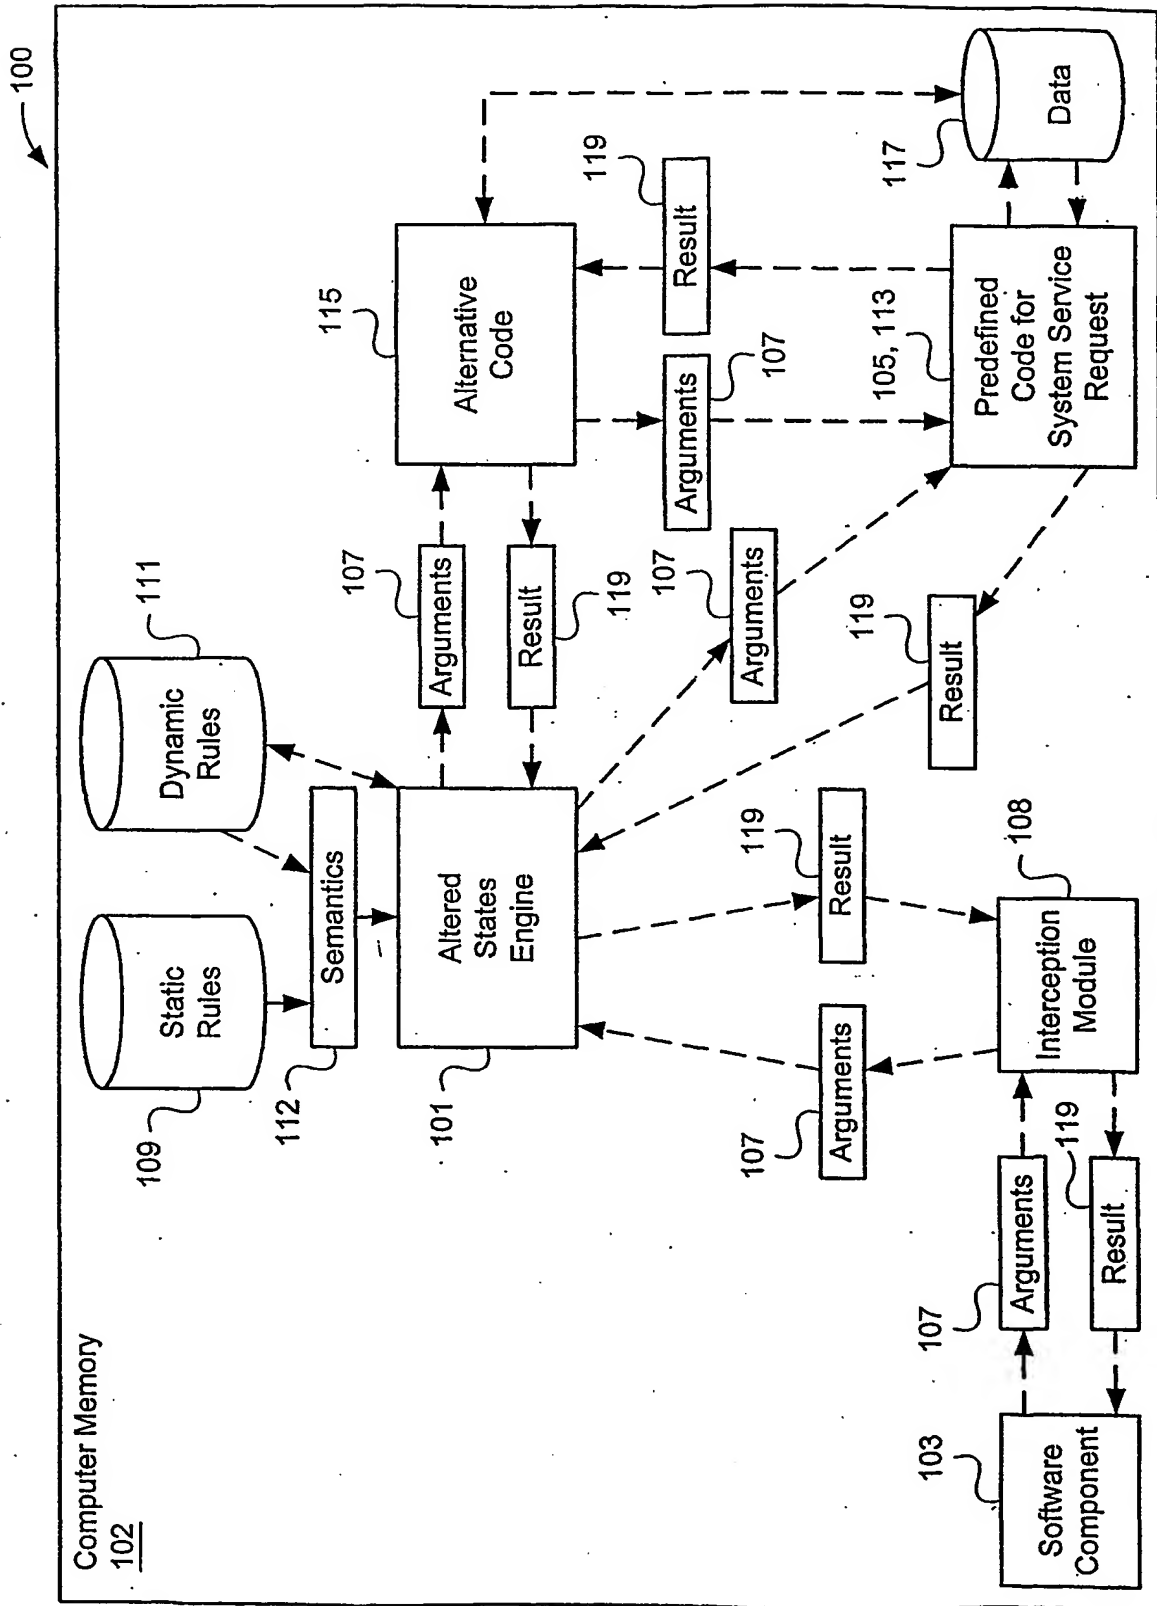 100
Computer Memory
102
109
Static
Rules
111
Dynamic
Rules
112
Semantics
101
Altered
States
Engine
107
Arguments
Result
119
115
Alternative
Code
107
Arguments
119
Result
107
Arguments
119
Result
107
Arguments
119
Result
108
Interception
Module
103
Software
Component
107
Arguments
119
Result
105, 113
Predefined
Code for
System Service
Request
117
Data